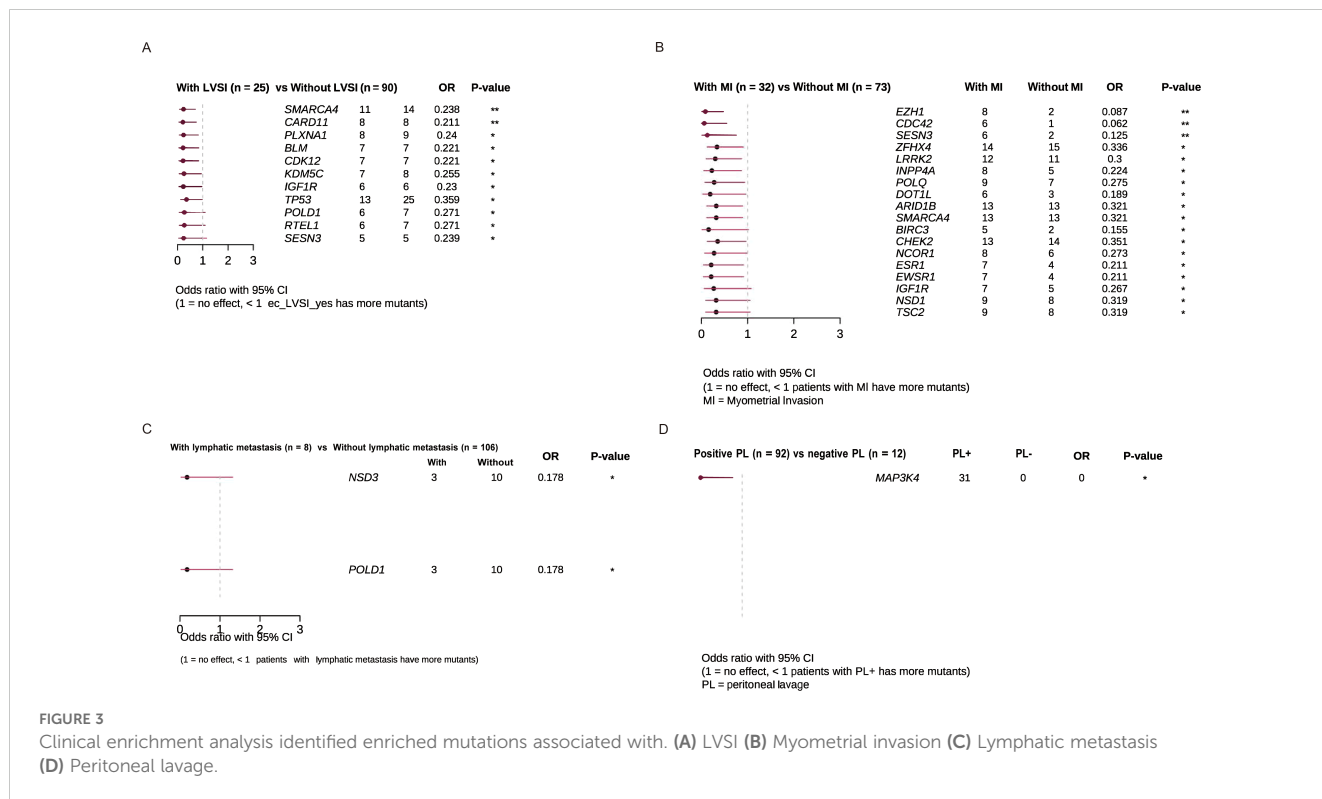 A
With LVSI (n = 25) vs Without LVSI (n = 90) OR P-value
SMARCA4 11 14 0.238 **
CARD11 8 8 0.211 **
PLXNA1 8 9 0.24 *
BLM 7 7 0.221 *
CDK12 7 7 0.221 *
KDM5C 7 8 0.255 *
IGF1R 6 6 0.23 *
TP53 13 25 0.359 *
POLD1 6 7 0.271 *
RTEL1 6 7 0.271 *
SESN3 5 5 0.239 *
0 1 2 3
Odds ratio with 95% CI
(1 = no effect, < 1 ec_LVSI_yes has more mutants)
B
With MI (n = 32) vs Without MI (n = 73) With MI Without MI OR P-value
EZH1 8 2 0.087 **
CDC42 6 1 0.062 **
SESN3 6 2 0.125 **
ZFHX4 14 15 0.336 *
LRRK2 12 11 0.3 *
INPP4A 8 5 0.224 *
POLQ 9 7 0.275 *
DOT1L 6 3 0.189 *
ARID1B 13 13 0.321 *
SMARCA4 13 13 0.321 *
BIRC3 5 2 0.155 *
CHEK2 13 14 0.351 *
NCOR1 8 6 0.273 *
ESR1 7 4 0.211 *
EWSR1 7 4 0.211 *
IGF1R 7 5 0.267 *
NSD1 9 8 0.319 *
TSC2 9 8 0.319 *
0 1 2 3
Odds ratio with 95% CI
(1 = no effect, < 1 patients with MI have more mutants)
MI = Myometrial Invasion
C
With lymphatic metastasis (n = 8) vs Without lymphatic metastasis (n = 106) OR P-value
With Without
NSD3 3 10 0.178 *
POLD1 3 10 0.178 *
0 1 2 3
Odds ratio with 95% CI
(1 = no effect, < 1 patients with lymphatic metastasis have more mutants)
D
Positive PL (n = 92) vs negative PL (n = 12) PL+ PL- OR P-value
MAP3K4 31 0 0 *
Odds ratio with 95% CI
(1 = no effect, < 1 patients with PL+ has more mutants)
PL = peritoneal lavage
FIGURE 3
Clinical enrichment analysis identified enriched mutations associated with. (A) LVSI (B) Myometrial invasion (C) Lymphatic metastasis
(D) Peritoneal lavage.